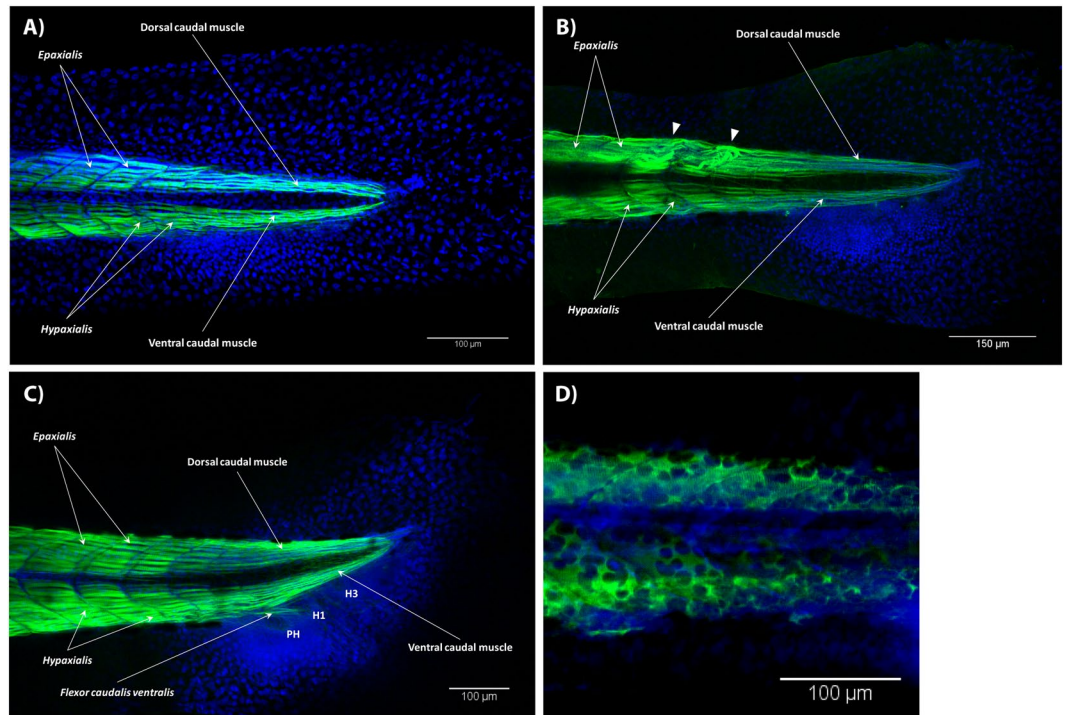 A)
Dorsal caudal muscle
Epaxialis
Hypaxialis
Ventral caudal muscle
100 µm
B)
Dorsal caudal muscle
Epaxialis
Hypaxialis
Ventral caudal muscle
150 µm
C)
Epaxialis
Dorsal caudal muscle
H3
H1
PH
Hypaxialis
Ventral caudal muscle
Flexor caudalis ventralis
100 µm
D)
100 µm